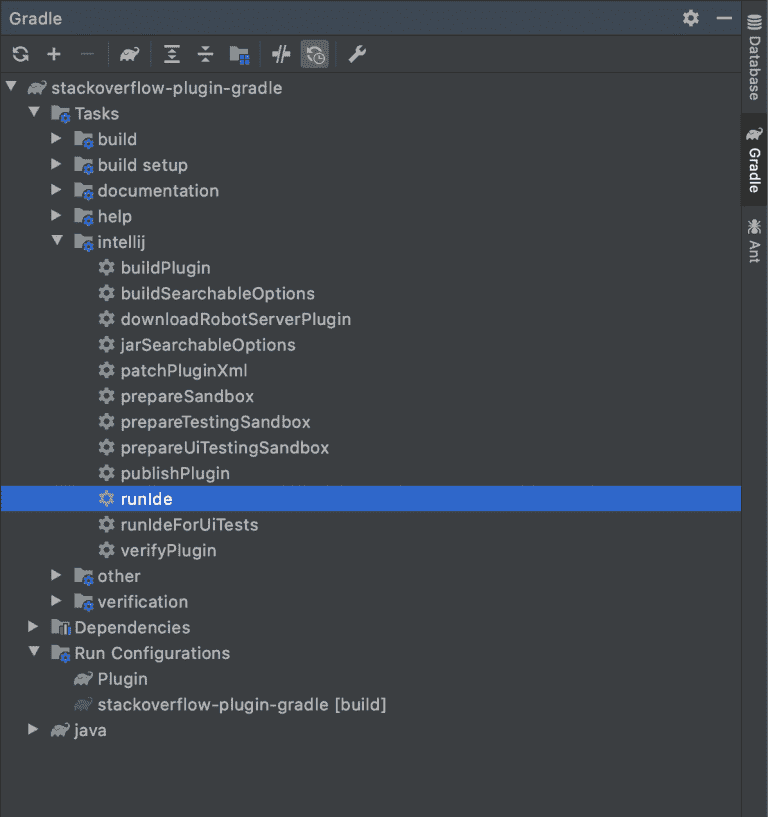 Gradle
stackoverflow-plugin-gradle
Tasks
build
build setup
documentation
help
intellij
buildPlugin
buildSearchableOptions
downloadRobotServerPlugin
jarSearchableOptions
patchPluginXml
prepareSandbox
prepareTestingSandbox
prepareUiTestingSandbox
publishPlugin
runIde
runIdeForUiTests
verifyPlugin
other
verification
Dependencies
Run Configurations
Plugin
stackoverflow-plugin-gradle [build]
java
Database
Gradle
Ant